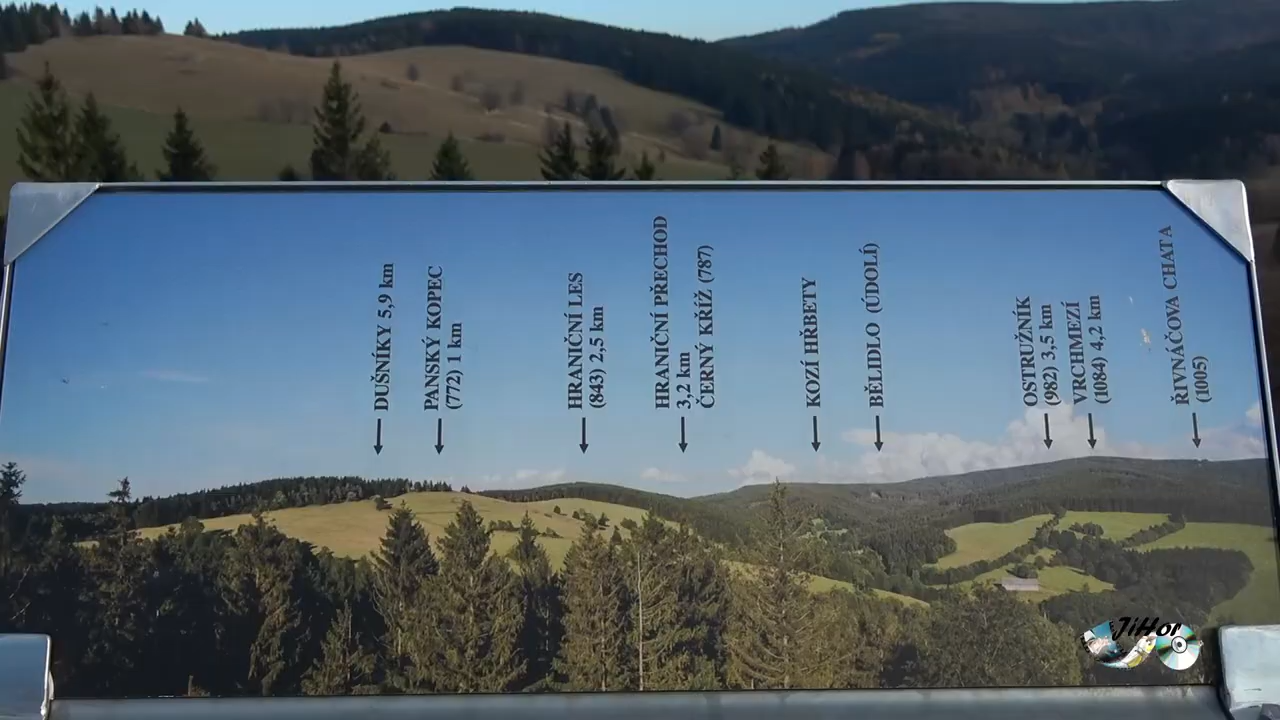 DUŠNÍKY 5,9 km
PANSKÝ KOPEC
(772) 1 km
HRANIČNÍ LES
(843) 2,5 km
HRANIČNÍ PŘECHOD
3,2 km
ČERNÝ KŘÍŽ (787)
KOZÍ HŘBETY
BĚLIDLO (ÚDOLÍ)
OSTRUŽNÍK
(982) 3,5 km
VRCHMEZÍ
(1084) 4,2 km
ŘIVNÁČOVA CHATA
(1005)
JiHor